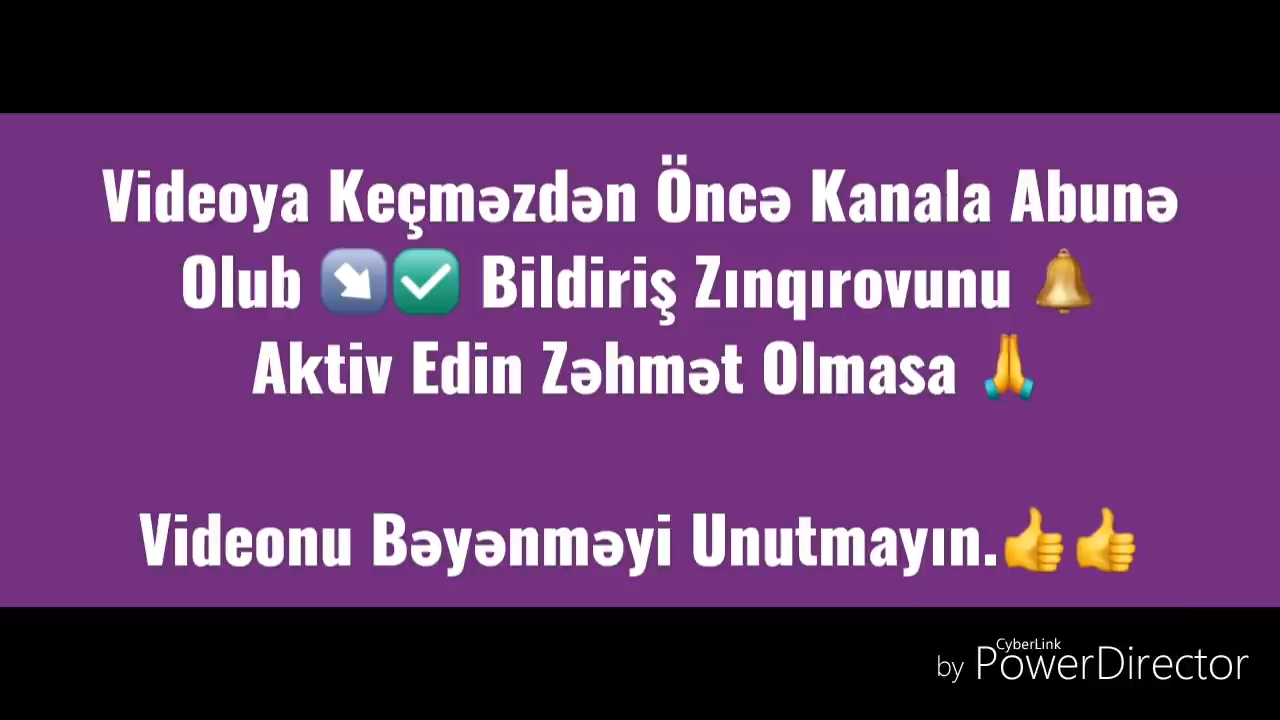 Videoya Keçməzdən Öncə Kanala Abunə
Olub ↘️✅ Bildiriş Zınqırovunu 🔔
Aktiv Edin Zəhmət Olmasa 🙏
Videonu Bəyənməyi Unutmayın.👍👍
CyberLink
by PowerDirector